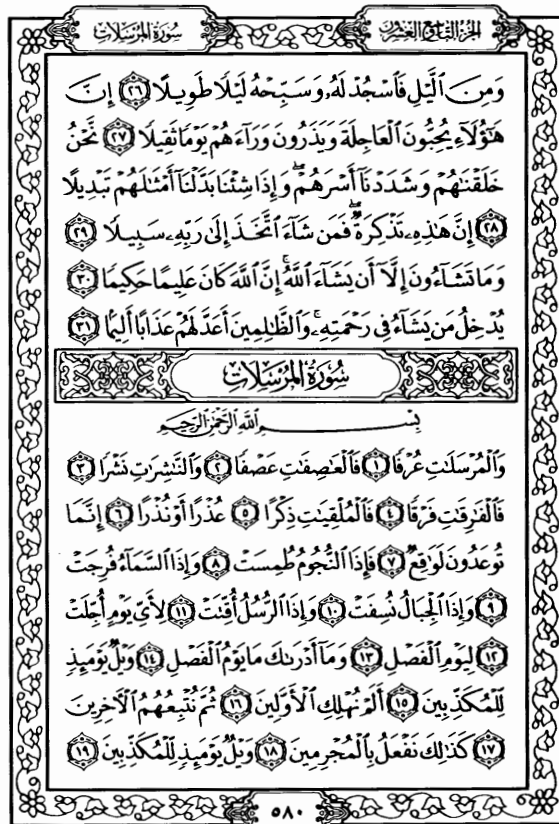 الجزء التاسع والعشرون
سورة المرسلات
وَمِنَ ٱلَّيْلِ فَٱسْجُدْ لَهُۥ وَسَبِّحْهُ لَيْلًا طَوِيلًا ٢٦ إِنَّ
هَٰٓؤُلَآءِ يُحِبُّونَ ٱلْعَاجِلَةَ وَيَذَرُونَ وَرَآءَهُمْ يَوْمًا ثَقِيلًا ٢٧ نَّحْنُ
خَلَقْنَٰهُمْ وَشَدَدْنَآ أَسْرَهُمْ ۖ وَإِذَا شِئْنَا بَدَّلْنَآ أَمْثَٰلَهُمْ تَبْدِيلًا
٢٨ إِنَّ هَٰذِهِۦ تَذْكِرَةٌ ۖ فَمَن شَآءَ ٱتَّخَذَ إِلَىٰ رَبِّهِۦ سَبِيلًا ٢٩
وَمَا تَشَآءُونَ إِلَّآ أَن يَشَآءَ ٱللَّهُ ۚ إِنَّ ٱللَّهَ كَانَ عَلِيمًا حَكِيمًا ٣٠
يُدْخِلُ مَن يَشَآءُ فِى رَحْمَتِهِۦ ۚ وَٱلظَّٰلِمِينَ أَعَدَّ لَهُمْ عَذَابًا أَلِيمًۢا ٣١
سُورَةُ المُرْسَلَاتِ
بِسْمِ ٱللَّهِ ٱلرَّحْمَٰنِ ٱلرَّحِيمِ
وَٱلْمُرْسَلَٰتِ عُرْفًا ١ فَٱلْعَٰصِفَٰتِ عَصْفًا ٢ وَٱلنَّٰشِرَٰتِ نَشْرًا ٣
فَٱلْفَٰرِقَٰتِ فَرْقًا ٤ فَٱلْمُلْقِيَٰتِ ذِكْرًا ٥ عُذْرًا أَوْ نُذْرًا ٦ إِنَّمَا
تُوعَدُونَ لَوَٰقِعٌ ٧ فَإِذَا ٱلنُّجُومُ طُمِسَتْ ٨ وَإِذَا ٱلسَّمَآءُ فُرِجَتْ
٩ وَإِذَا ٱلْجِبَالُ نُسِفَتْ ١٠ وَإِذَا ٱلرُّسُلُ أُقِّتَتْ ١١ لِأَىِّ يَوْمٍ أُجِّلَتْ
١٢ لِيَوْمِ ٱلْفَصْلِ ١٣ وَمَآ أَدْرَىٰكَ مَا يَوْمُ ٱلْفَصْلِ ١٤ وَيْلٌ يَوْمَئِذٍ
لِّلْمُكَذِّبِينَ ١٥ أَلَمْ نُهْلِكِ ٱلْأَوَّلِينَ ١٦ ثُمَّ نُتْبِعُهُمُ ٱلْءَاخِرِينَ
١٧ كَذَٰلِكَ نَفْعَلُ بِٱلْمُجْرِمِينَ ١٨ وَيْلٌ يَوْمَئِذٍ لِّلْمُكَذِّبِينَ ١٩
٥٨٠